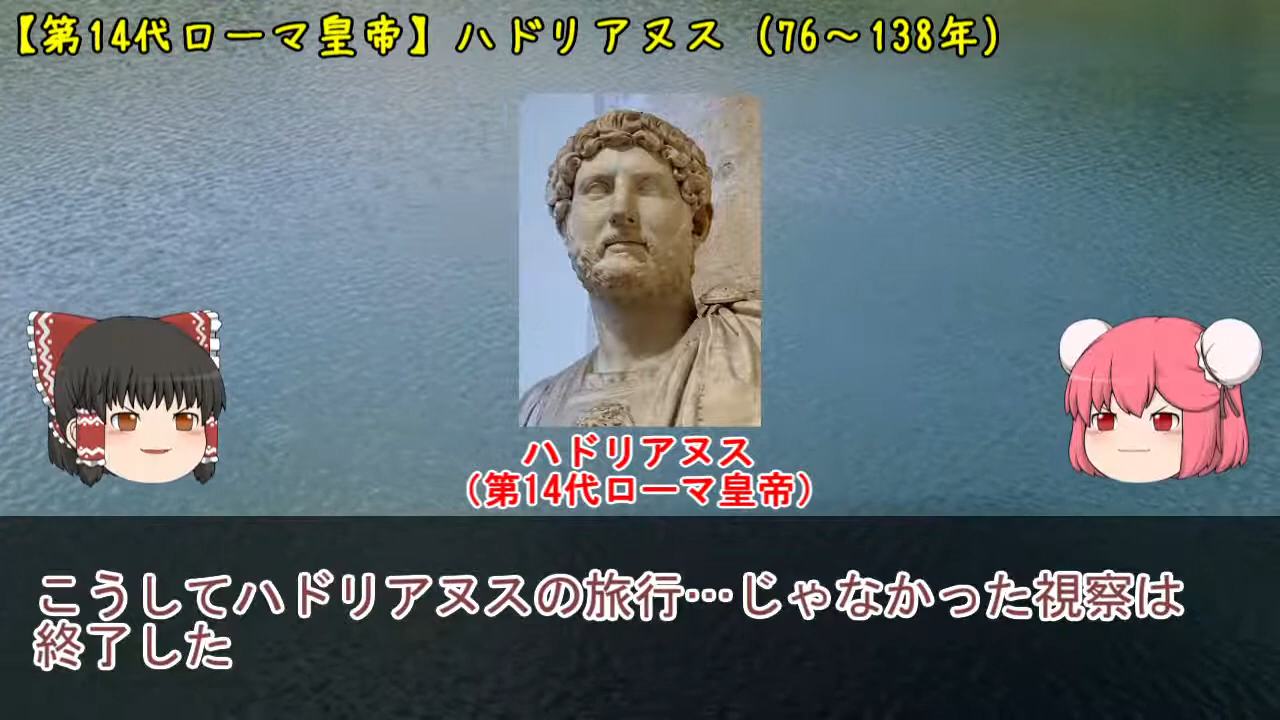 【第14代ローマ皇帝】ハドリアヌス（76～138年）
ハドリアヌス
（第14代ローマ皇帝）
こうしてハドリアヌスの旅行…じゃなかった視察は
終了した